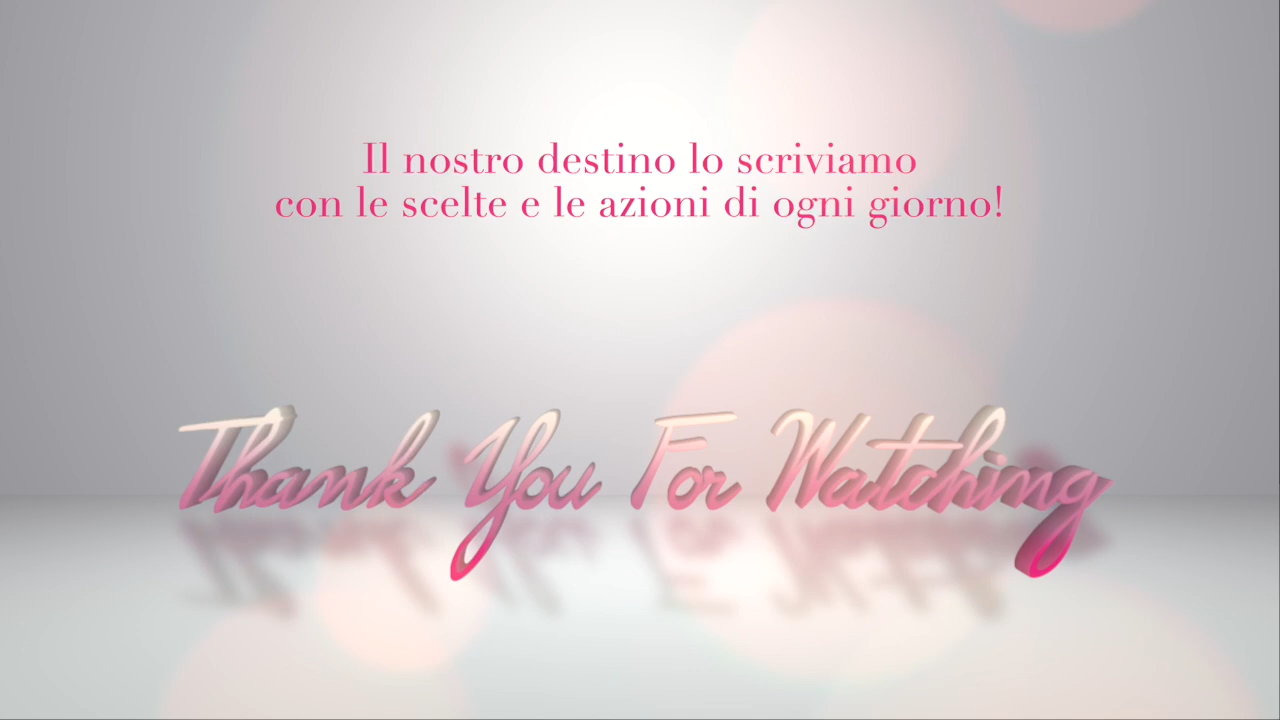 Il nostro destino lo scriviamo
con le scelte e le azioni di ogni giorno!
Thank You For Watching